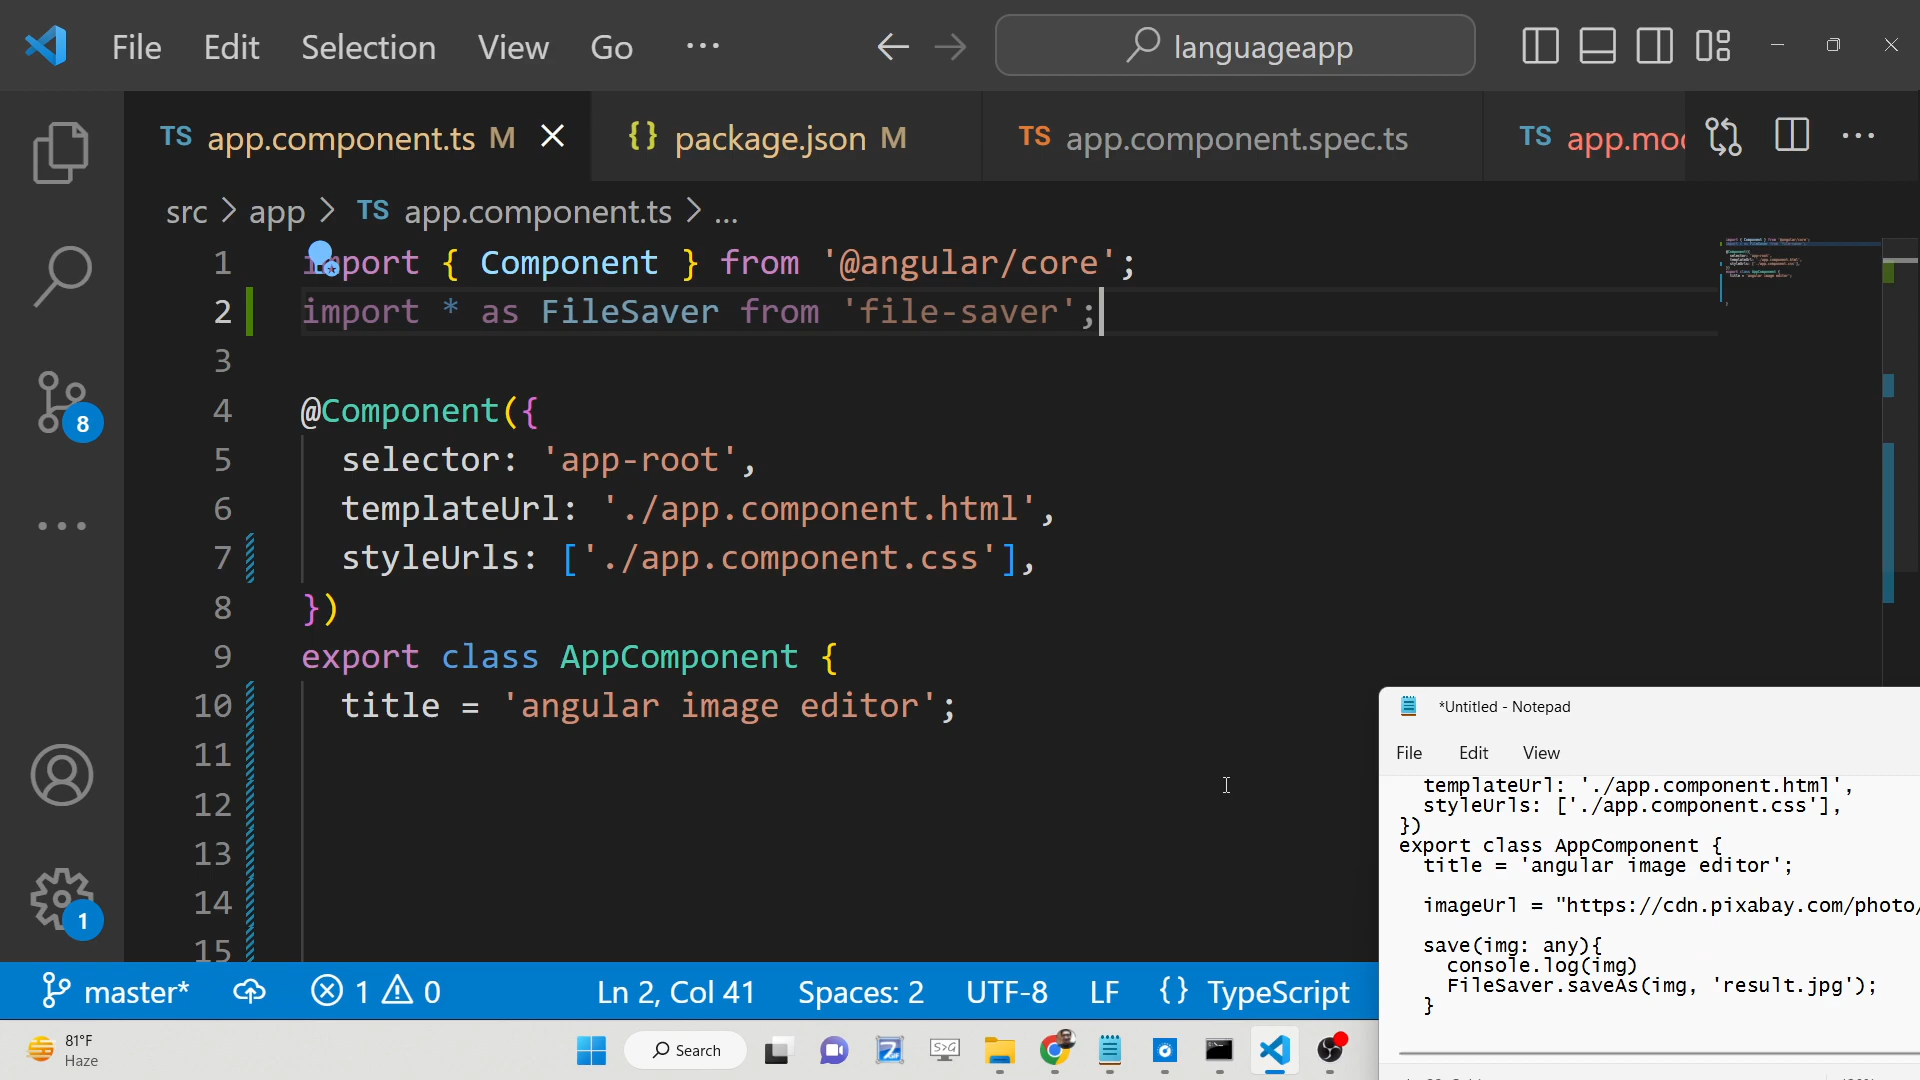 File Edit Selection View Go ... languageapp
TS app.component.ts M {} package.json M TS app.component.spec.ts TS
src > app > TS app.component.ts > ...
1 import { Component } from '@angular/core';
2 import * as FileSaver from 'file-saver';
3
4 @Component({
5 selector: 'app-root',
6 templateUrl: './app.component.html',
7 styleUrls: ['./app.component.css'],
8 })
9 export class AppComponent {
10 title = 'angular image editor';
11
12
13
14
15
8
1
*Untitled - Notepad
File Edit View
templateUrl: './app.component.html',
styleUrls: ['./app.component.css'],
})
export class AppComponent {
title = 'angular image editor';
imageUrl = "https://cdn.pixabay.com/photo/
save(img: any){
console.log(img)
FileSaver.saveAs(img, 'result.jpg');
}
master* 1 0 Ln 2, Col 41 Spaces: 2 UTF-8 LF {} TypeScript
81°F
Haze
Search
S>G